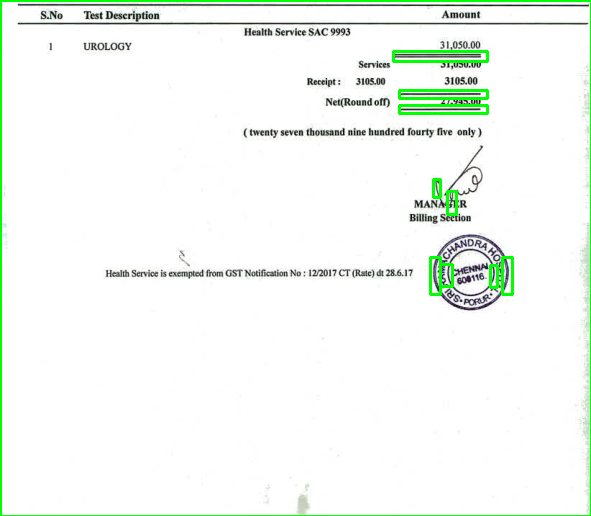 S.No Test Description Amount
Health Service SAC 9993
1 UROLOGY 31,050.00
Services 31,050.00
Receipt : 3105.00 3105.00
Net(Round off) 27,945.00
( twenty seven thousand nine hundred fourty five only )
MANAGER
Billing Section
Health Service is exempted from GST Notification No : 12/2017 CT (Rate) dt 28.6.17
CHENNAI
600116.
PORUR